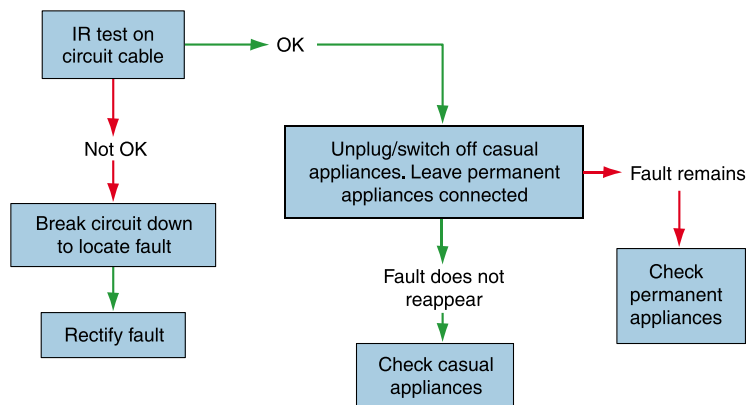 IR test on
circuit cable
OK
Not OK
Unplug/switch off casual
appliances. Leave permanent
appliances connected
Fault remains
Break circuit down
to locate fault
Fault does not
reappear
Check
permanent
appliances
Rectify fault
Check casual
appliances